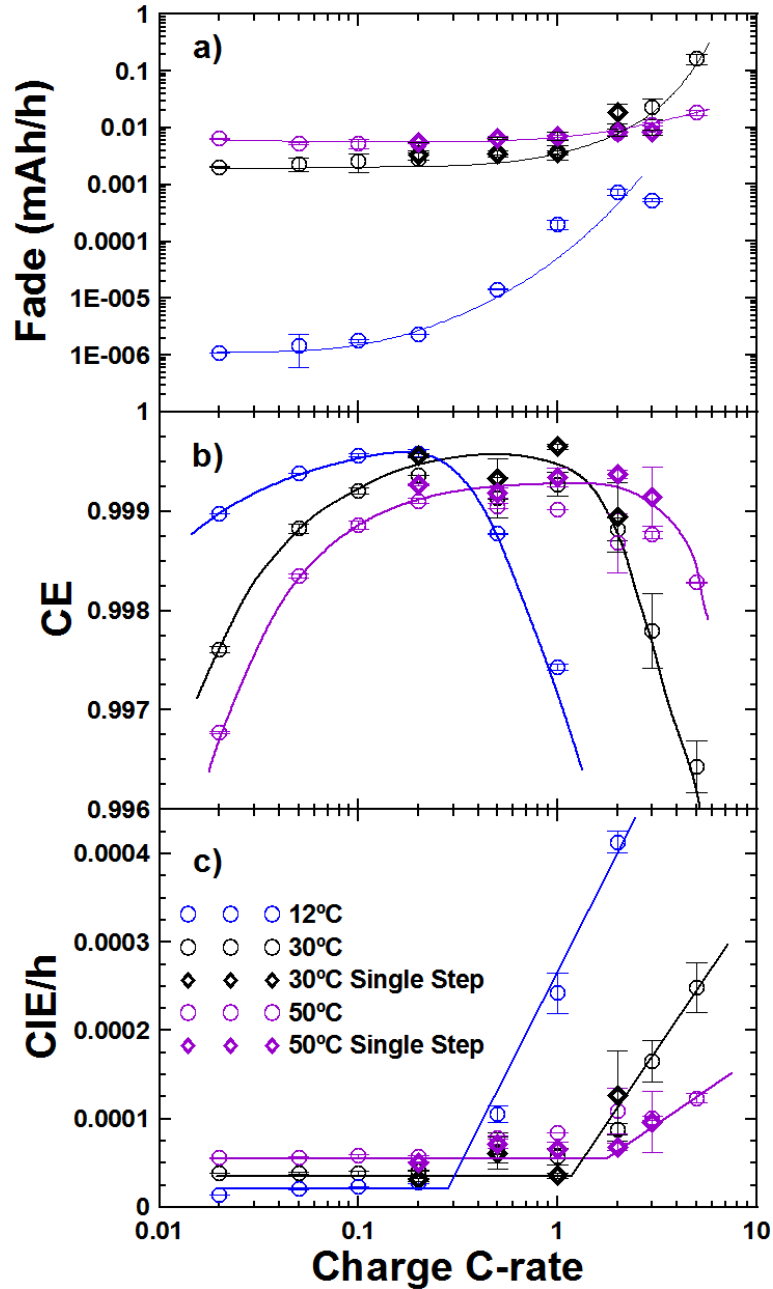 a)
Fade (mAh/h)
1
0.1
0.01
0.001
0.0001
1E-005
1E-006
b)
CE
1
0.999
0.998
0.997
0.996
c)
CIE/h
0.0004
0.0003
0.0002
0.0001
0
12ºC
30ºC
30ºC Single Step
50ºC
50ºC Single Step
0.01 0.1 1 10
Charge C-rate